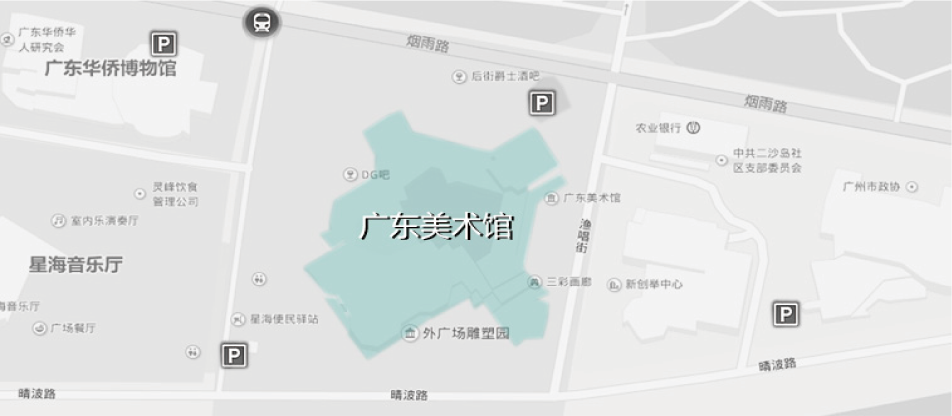 广东华侨华
人研究会
P
广东华侨博物馆
烟雨路
后街爵士酒吧
P
烟雨路
农业银行
中共二沙岛社
区支部委员会
DG吧
灵峰饮食
管理公司
广州市政协
广东美术馆
室内乐演奏厅
广东美术馆
渔唱街
星海音乐厅
三彩画廊
新创举中心
海音乐厅
星海便民驿站
广场餐厅
外广场雕塑园
P
P
晴波路
晴波路
晴波路